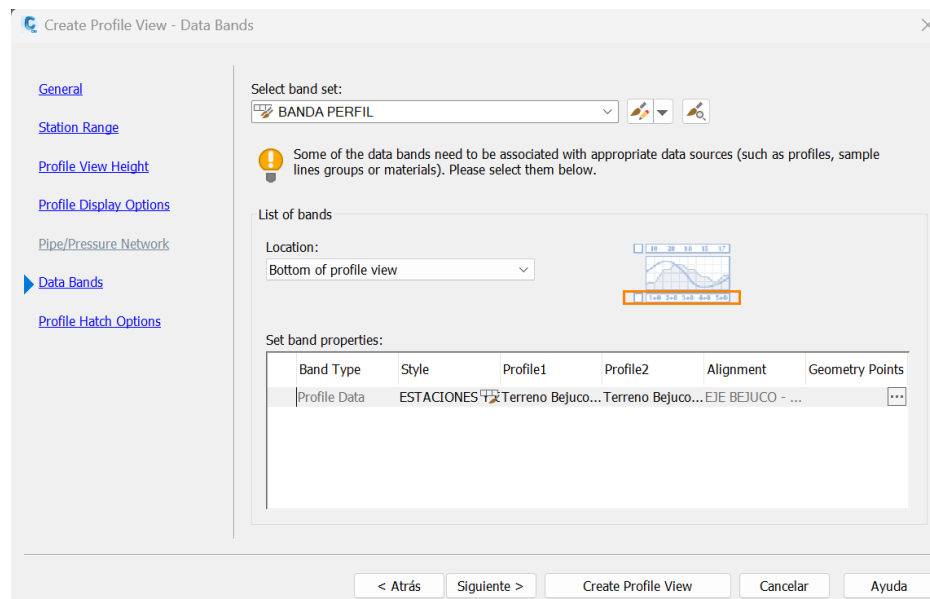 Create Profile View - Data Bands
General
Station Range
Profile View Height
Profile Display Options
Pipe/Pressure Network
Data Bands
Profile Hatch Options
Select band set:
BANDA PERFIL
Some of the data bands need to be associated with appropriate data sources (such as profiles, sample
lines groups or materials). Please select them below.
List of bands
Location:
Bottom of profile view
Set band properties:
Band Type Style Profile1 Profile2 Alignment Geometry Points
Profile Data ESTACIONES Terreno Bejuco... Terreno Bejuco... EJE BEJUCO - ... ...
< Atrás Siguiente > Create Profile View Cancelar Ayuda